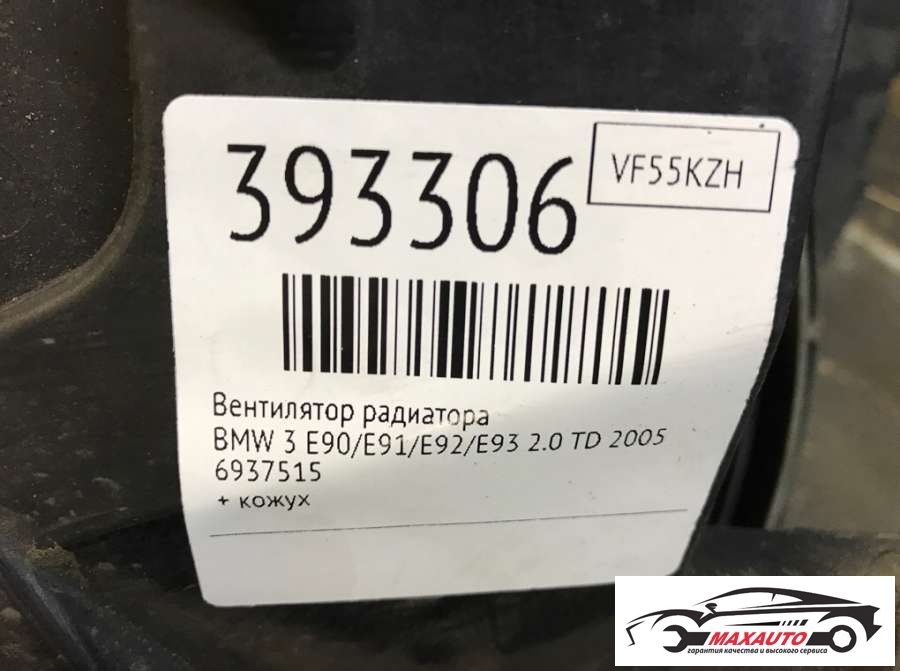 393306
VF55KZH
Вентилятор радиатора
BMW 3 E90/E91/E92/E93 2.0 TD 2005
6937515
+ кожух
MAXAUTO
гарантия качества и высокого сервиса